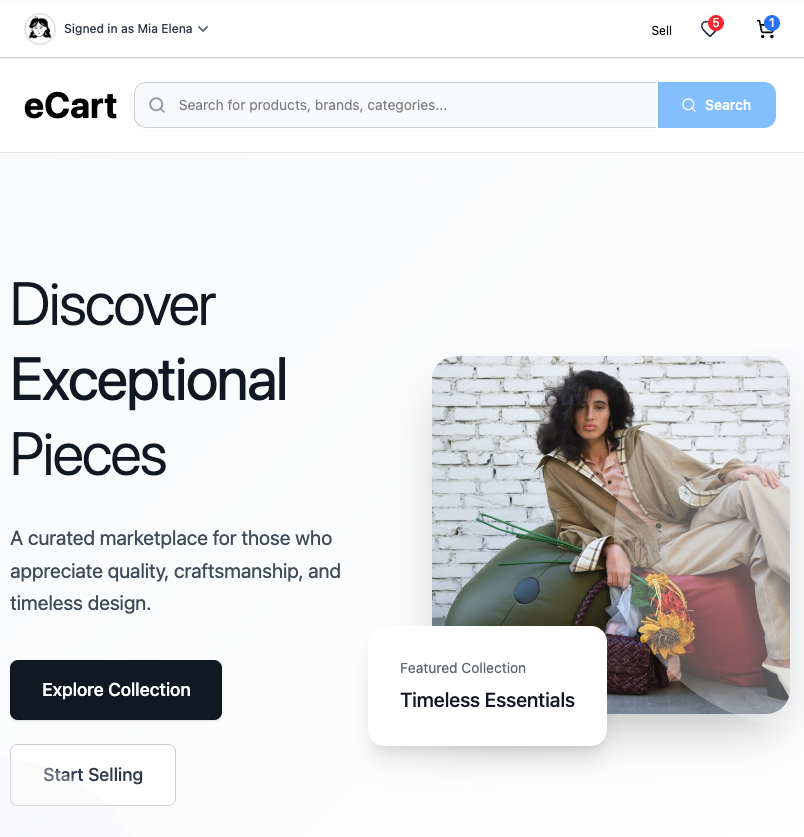 Signed in as Mia Elena
Sell
5
1
eCart
Search for products, brands, categories...
Search
Discover
Exceptional
Pieces
A curated marketplace for those who
appreciate quality, craftsmanship, and
timeless design.
Explore Collection
Start Selling
Featured Collection
Timeless Essentials